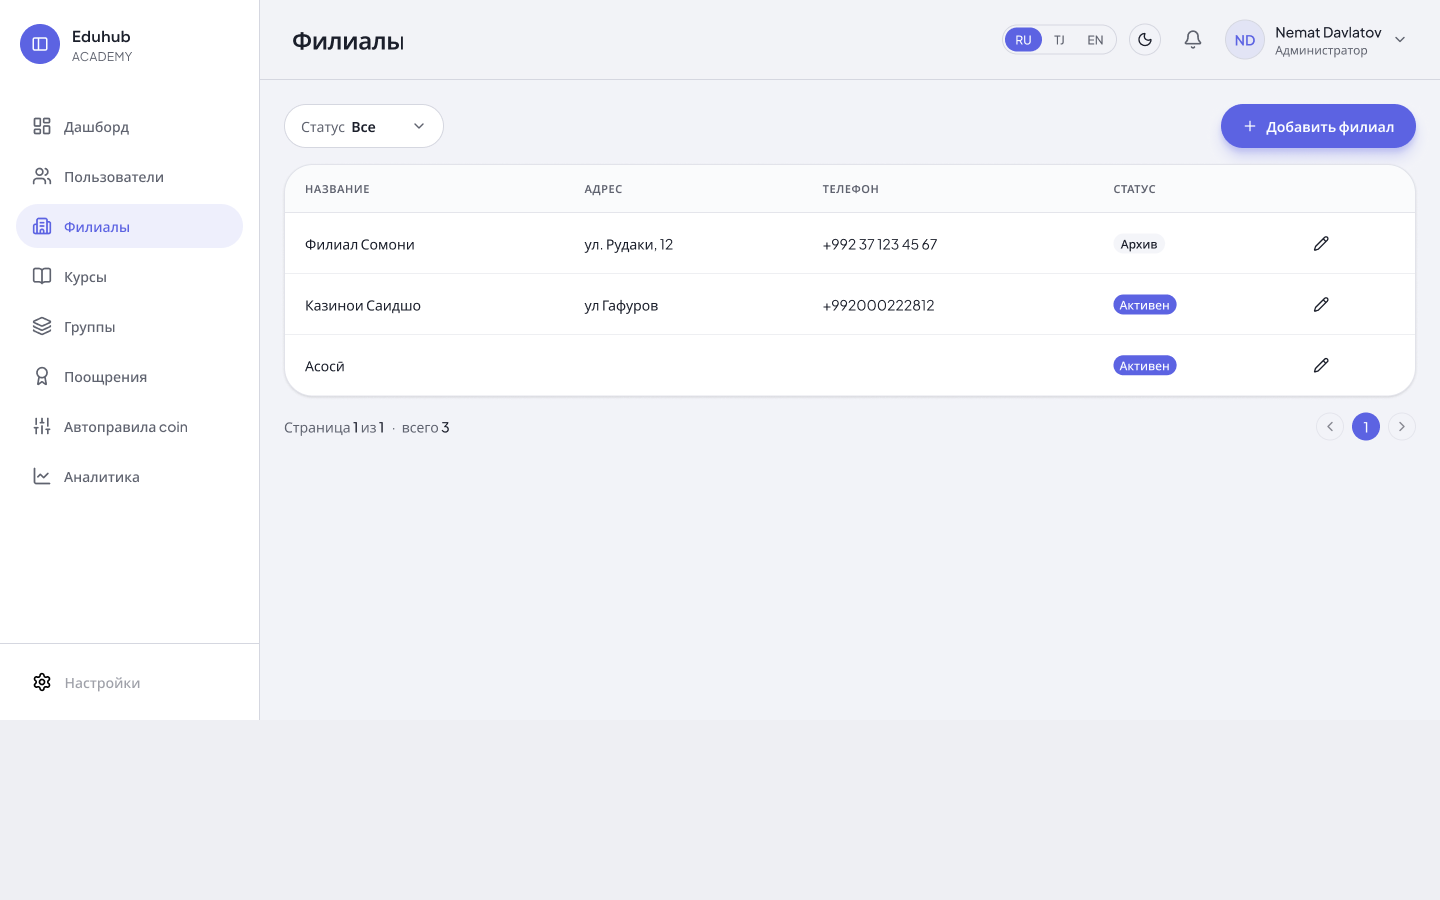 Eduhub
ACADEMY
Дашборд
Пользователи
Филиалы
Курсы
Группы
Поощрения
Автоправила coin
Аналитика
Настройки
Филиалы
RU TJ EN
ND
Nemat Davlatov
Администратор
Статус Все
Добавить филиал
НАЗВАНИЕ АДРЕС ТЕЛЕФОН СТАТУС
Филиал Сомони ул. Рудаки, 12 +992 37 123 45 67 Архив
Казинои Саидшо ул Гафуров +992000222812 Активен
Асосӣ Активен
Страница 1 из 1 · всего 3
1